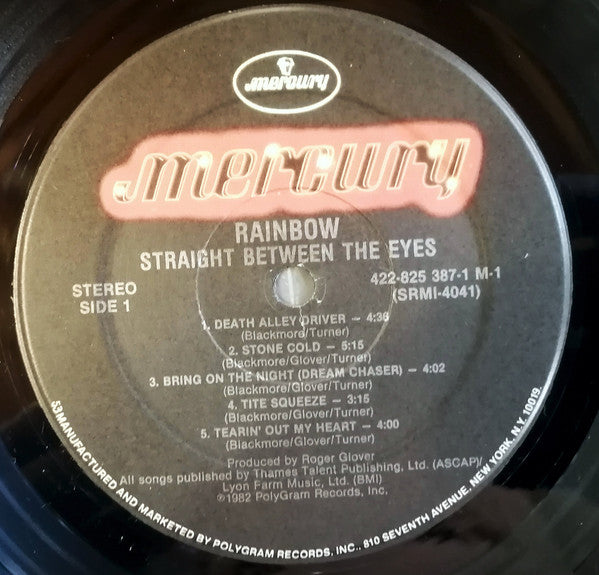 mercury
mercury
RAINBOW
STRAIGHT BETWEEN THE EYES
STEREO
SIDE 1
422-825 387-1 M-1
(SRMI-4041)
1. DEATH ALLEY DRIVER – 4:36
(Blackmore/Turner)
2. STONE COLD – 5:15
(Blackmore/Glover/Turner)
3. BRING ON THE NIGHT (DREAM CHASER) – 4:02
(Blackmore/Glover/Turner)
4. TITE SQUEEZE – 3:15
(Blackmore/Glover/Turner)
5. TEARIN' OUT MY HEART – 4:00
(Blackmore/Glover/Turner)
Produced by Roger Glover
All songs published by Thames Talent Publishing, Ltd. (ASCAP)/
Lyon Farm Music, Ltd. (BMI)
©1982 PolyGram Records, Inc.
53 MANUFACTURED AND MARKETED BY POLYGRAM RECORDS, INC., 810 SEVENTH AVENUE, NEW YORK, N.Y. 10019.